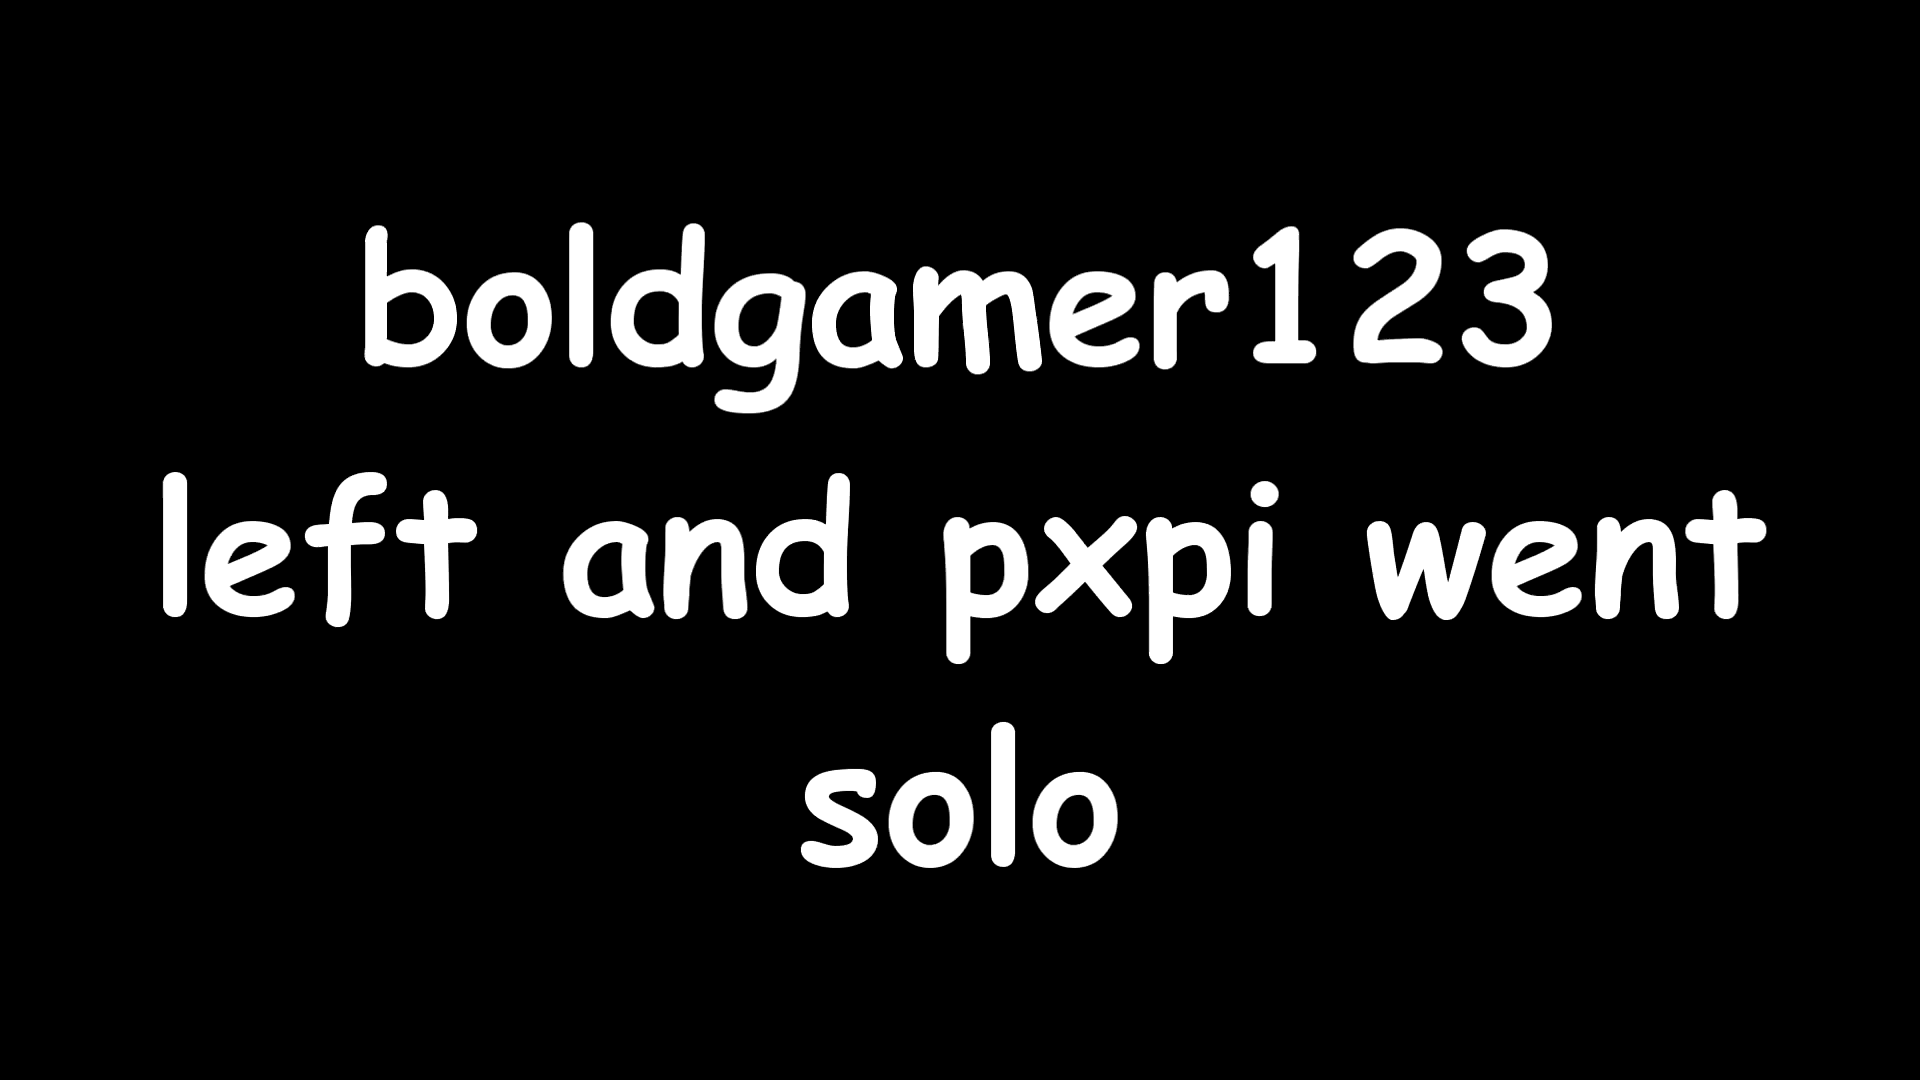 boldgamer123
left and pxpi went
solo